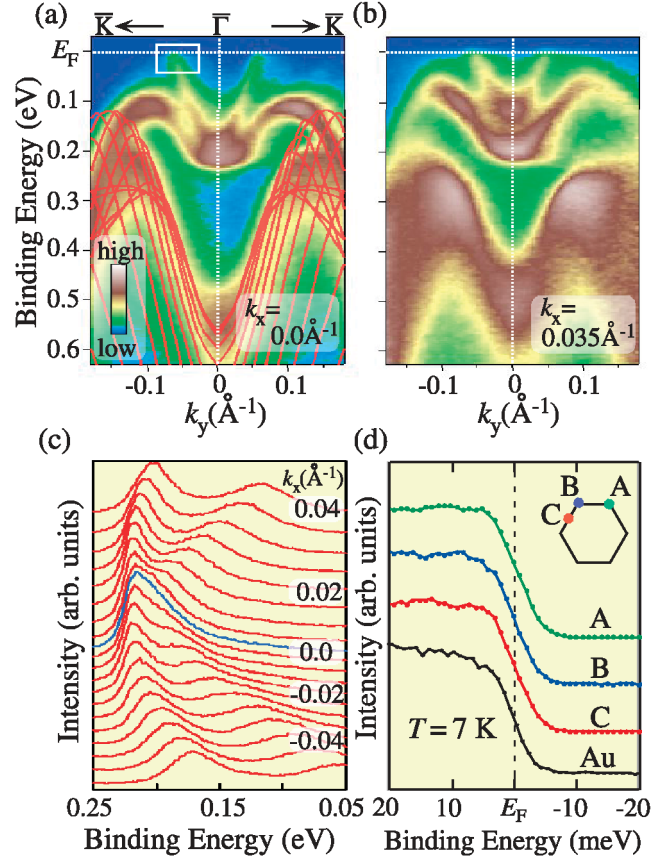 (a)
K̅ ← Γ̅ → K̅
E_F
0.1
0.2
0.3
0.4
0.5
0.6
Binding Energy (eV)
high
low
k_x=
0.0Å⁻¹
-0.1 0 0.1
k_y(Å⁻¹)
(b)
k_x=
0.035Å⁻¹
-0.1 0 0.1
k_y(Å⁻¹)
(c)
k_x(Å⁻¹)
0.04
0.02
0.0
-0.02
-0.04
Intensity (arb. units)
0.25 0.15 0.05
Binding Energy (eV)
(d)
B A
C
A
B
C
Au
T = 7 K
Intensity (arb. units)
20 10 E_F -10 -20
Binding Energy (meV)